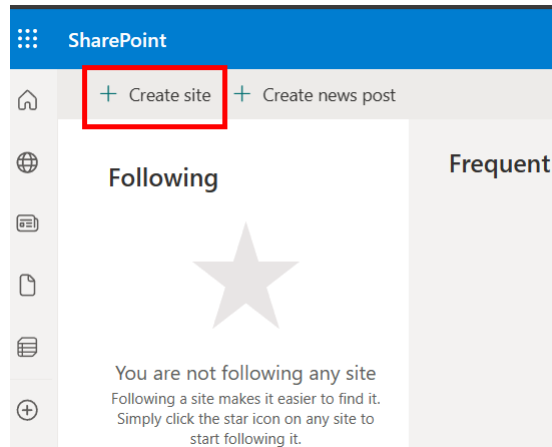 SharePoint
+ Create site + Create news post
Following
Frequent
You are not following any site
Following a site makes it easier to find it.
Simply click the star icon on any site to
start following it.